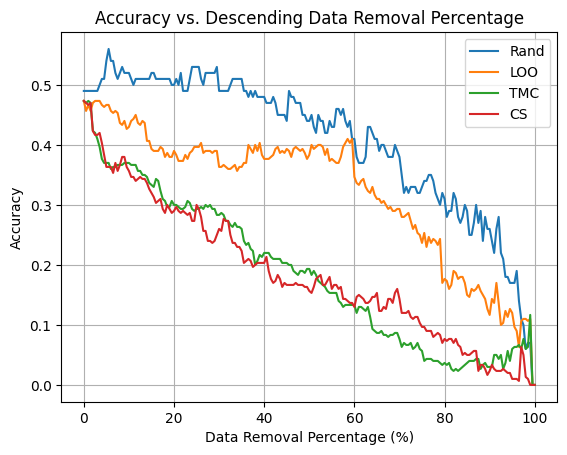 Accuracy vs. Descending Data Removal Percentage
Rand
LOO
TMC
CS
Accuracy
0.5
0.4
0.3
0.2
0.1
0.0
0 20 40 60 80 100
Data Removal Percentage (%)